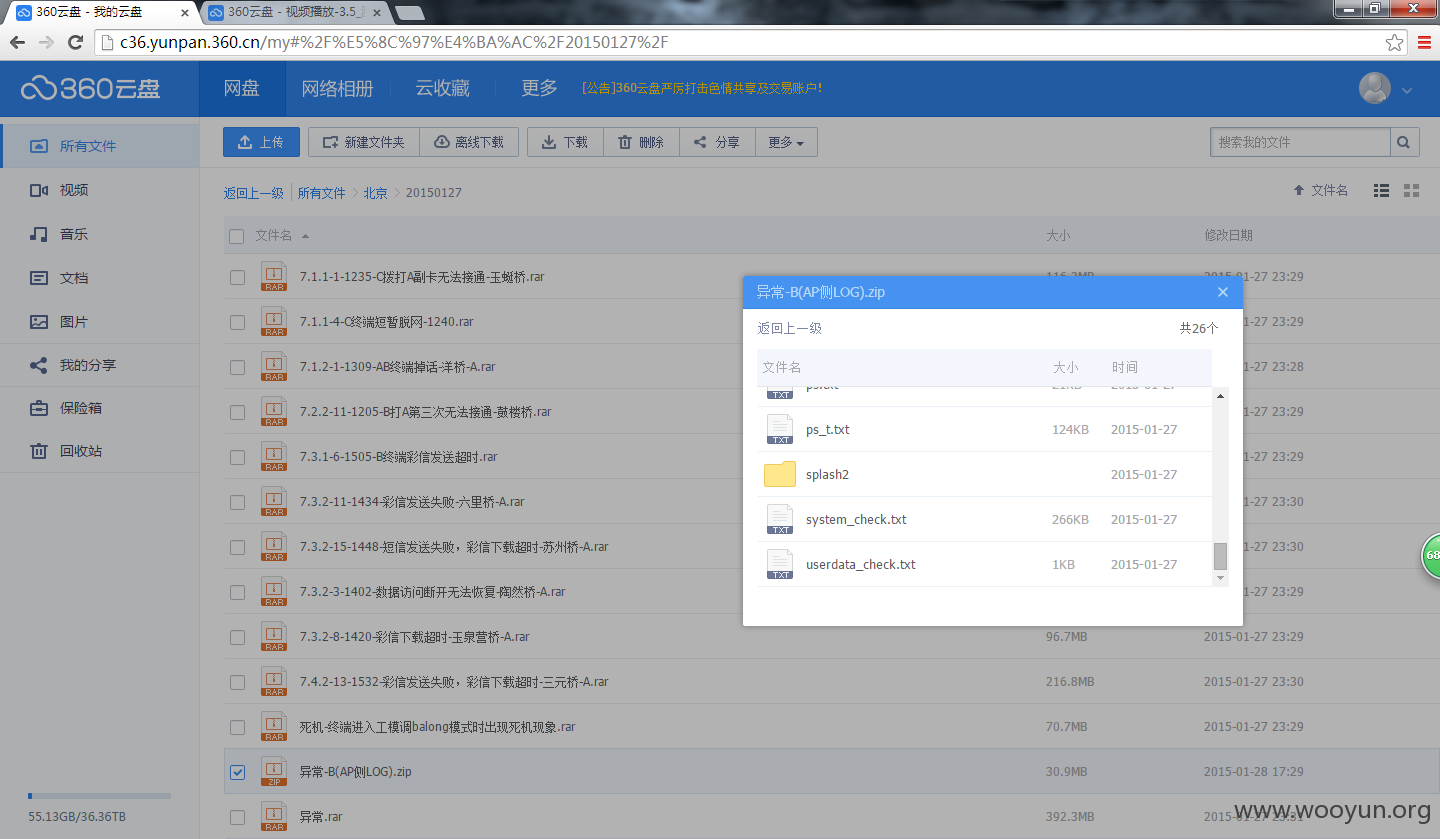 360云盘 - 我的云盘
360云盘 - 视频播放-3.5_
c36.yunpan.360.cn/my#%2F%E5%8C%97%E4%BA%AC%2F20150127%2F
360云盘
网盘
网络相册
云收藏
更多
[公告]360云盘严厉打击色情共享及交易账户!
所有文件
视频
音乐
文档
图片
我的分享
保险箱
回收站
55.13GB/36.36TB
上传
新建文件夹
离线下载
下载
删除
分享
更多
搜索我的文件
返回上一级 所有文件 北京 20150127
文件名
文件名 大小 修改日期
7.1.1-1-1235-C拨打A副卡无法接通-玉蜒桥.rar 116.3MB 2015-01-27 23:29
7.1.1-4-C终端短暂脱网-1240.rar 1-27 23:29
7.1.2-1-1309-AB终端掉话-洋桥-A.rar 1-27 23:28
7.2.2-11-1205-B打A第三次无法接通-鼓楼桥.rar 1-27 23:29
7.3.1-6-1505-B终端彩信发送超时.rar 1-27 23:29
7.3.2-11-1434-彩信发送失败-六里桥-A.rar 1-27 23:30
7.3.2-15-1448-短信发送失败，彩信下载超时-苏州桥-A.rar 1-27 23:30
7.3.2-3-1402-数据访问断开无法恢复-陶然桥-A.rar 1-27 23:29
7.3.2-8-1420-彩信下载超时-玉泉营桥-A.rar 96.7MB 2015-01-27 23:29
7.4.2-13-1532-彩信发送失败，彩信下载超时-三元桥-A.rar 216.8MB 2015-01-27 23:30
死机-终端进入工模调balong模式时出现死机现象.rar 70.7MB 2015-01-27 23:29
异常-B(AP侧LOG).zip 30.9MB 2015-01-28 17:29
异常.rar 392.3MB 2015-01-27 23:31
异常-B(AP侧LOG).zip
返回上一级 共26个
文件名 大小 时间
ps.txt 21KB 2015-01-27
ps_t.txt 124KB 2015-01-27
splash2 2015-01-27
system_check.txt 266KB 2015-01-27
userdata_check.txt 1KB 2015-01-27
68
www.wooyun.org